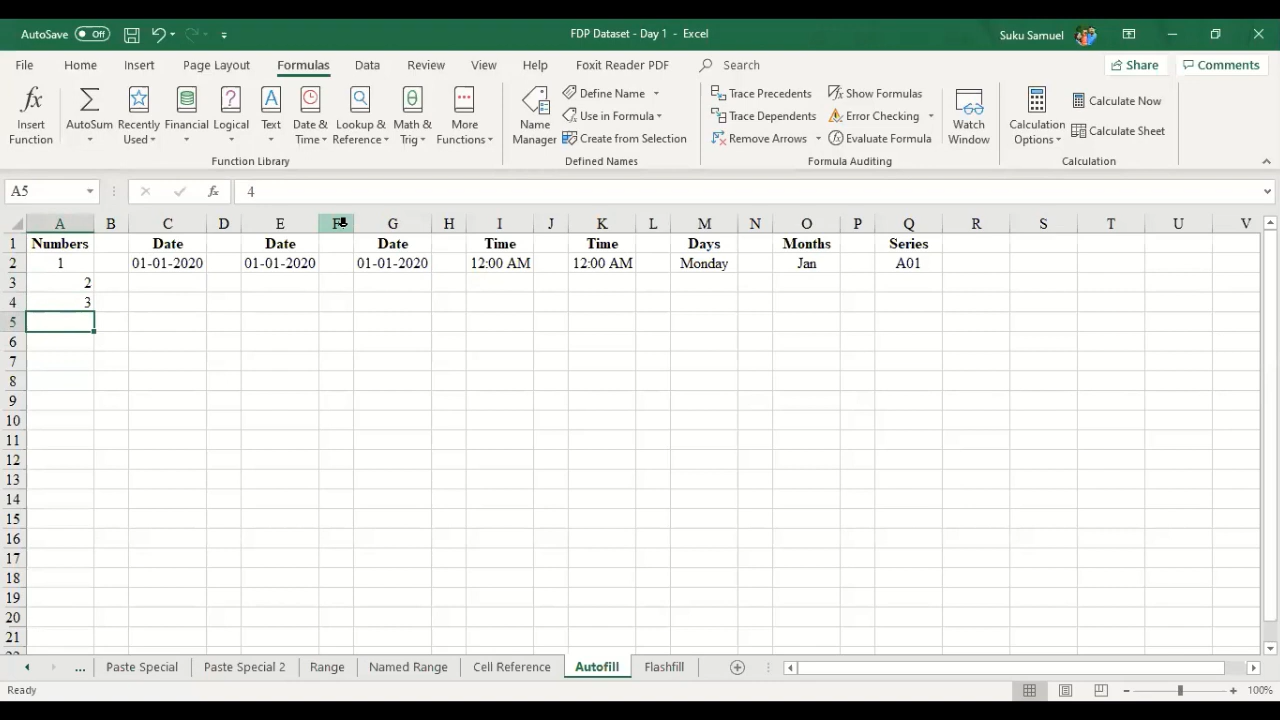 AutoSave Off FDP Dataset - Day 1 - Excel Suku Samuel
File Home Insert Page Layout Formulas Data Review View Help Foxit Reader PDF Search Share Comments
Insert Function AutoSum Recently Used Financial Logical Text Date & Time Lookup & Reference Math & Trig More Functions
Function Library
Name Manager Define Name Use in Formula Create from Selection
Defined Names
Trace Precedents Trace Dependents Remove Arrows Show Formulas Error Checking Evaluate Formula Watch Window
Formula Auditing
Calculation Options Calculate Now Calculate Sheet
Calculation
A5 fx 4
A B C D E F G H I J K L M N O P Q R S T U V
1 Numbers Date Date Date Time Time Days Months Series
2 1 01-01-2020 01-01-2020 01-01-2020 12:00 AM 12:00 AM Monday Jan A01
3 2
4 3
5
6
7
8
9
10
11
12
13
14
15
16
17
18
19
20
21
... Paste Special Paste Special 2 Range Named Range Cell Reference Autofill Flashfill
Ready 100%